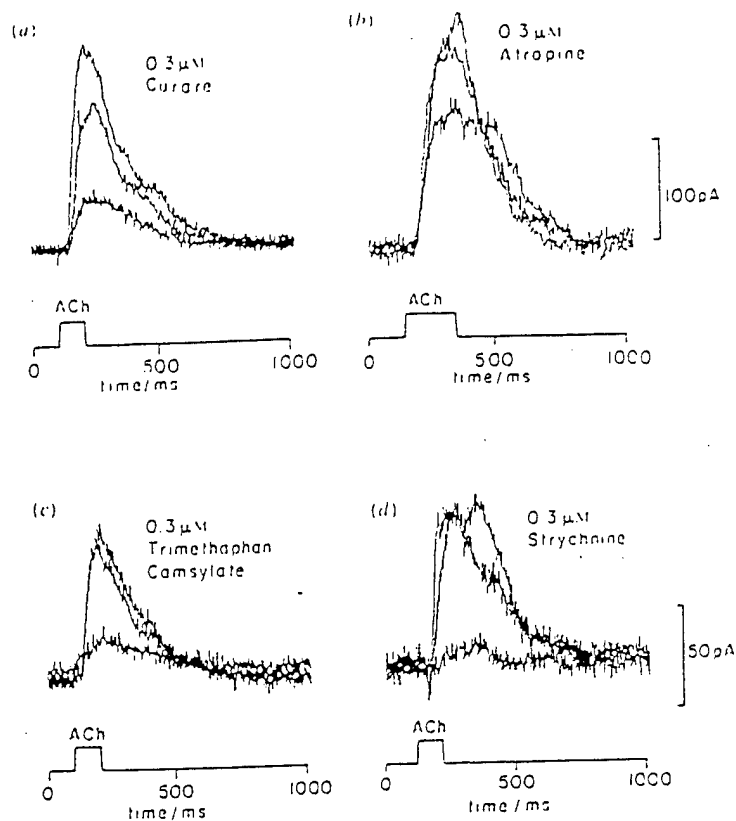 (a)
0.3 μM
Curare
(b)
0.3 μM
Atropine
100pA
ACh
0
500
1000
time/ms
ACh
0
500
1000
time/ms
(c)
0.3 μM
Trimethaphan
Camsylate
(d)
0.3 μM
Strychnine
50pA
ACh
0
500
1000
time/ms
ACh
0
500
1000
time/ms